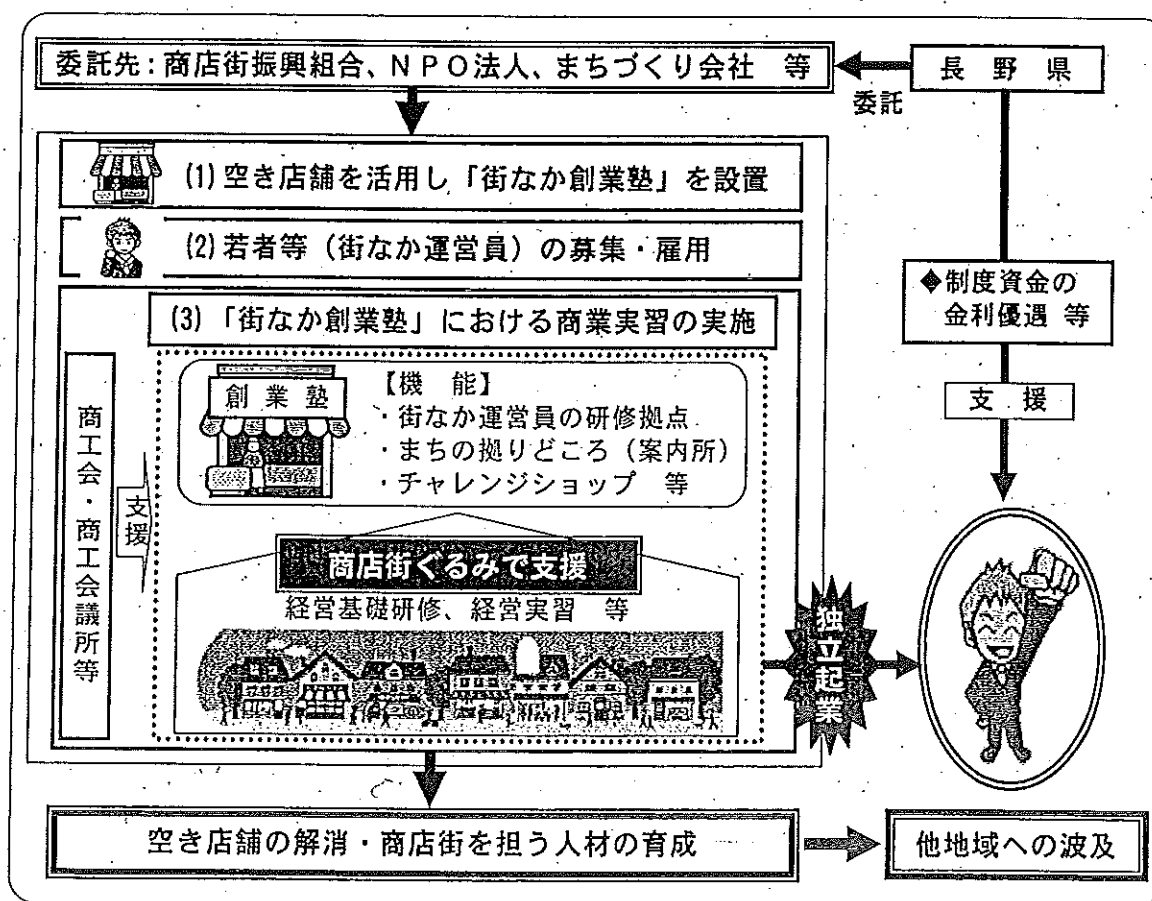 委託先：商店街振興組合、ＮＰＯ法人、まちづくり会社 等
長野県
委託
(1) 空き店舗を活用し「街なか創業塾」を設置
(2) 若者等（街なか運営員）の募集・雇用
(3) 「街なか創業塾」における商業実習の実施
◆制度資金の
金利優遇 等
支援
商工会・商工会議所等
支援
創業塾
【機 能】
・街なか運営員の研修拠点
・まちの拠りどころ（案内所）
・チャレンジショップ 等
商店街ぐるみで支援
経営基礎研修、経営実習 等
独立起業
空き店舗の解消・商店街を担う人材の育成
他地域への波及